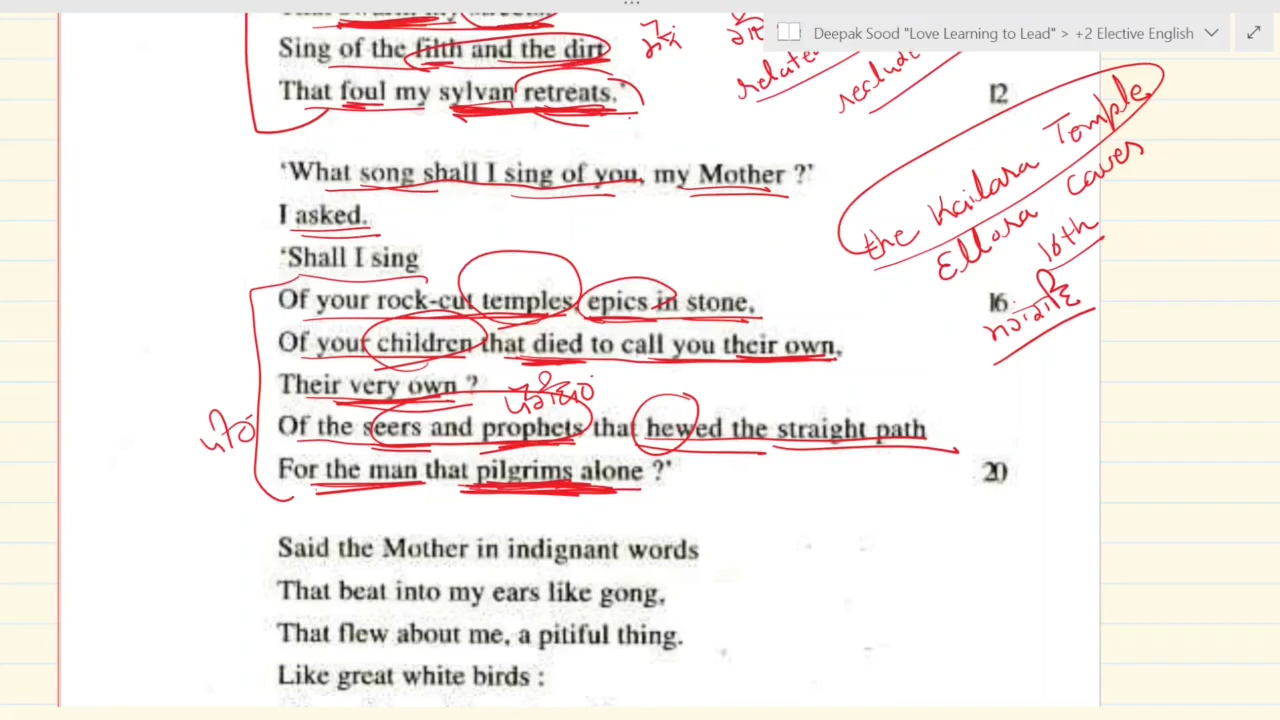 Deepak Sood "Love Learning to Lead" > +2 Elective English
Sing of the filth and the dirt
That foul my sylvan retreats.'
12
related
the Kailara Temple
Ellora caves
16th
'What song shall I sing of you, my Mother ?'
I asked.
'Shall I sing
Of your rock-cut temples, epics in stone,
16
Of your children that died to call you their own,
Their very own ?
Of the seers and prophets that hewed the straight path
For the man that pilgrims alone ?'
20
Said the Mother in indignant words
That beat into my ears like gong,
That flew about me, a pitiful thing.
Like great white birds :